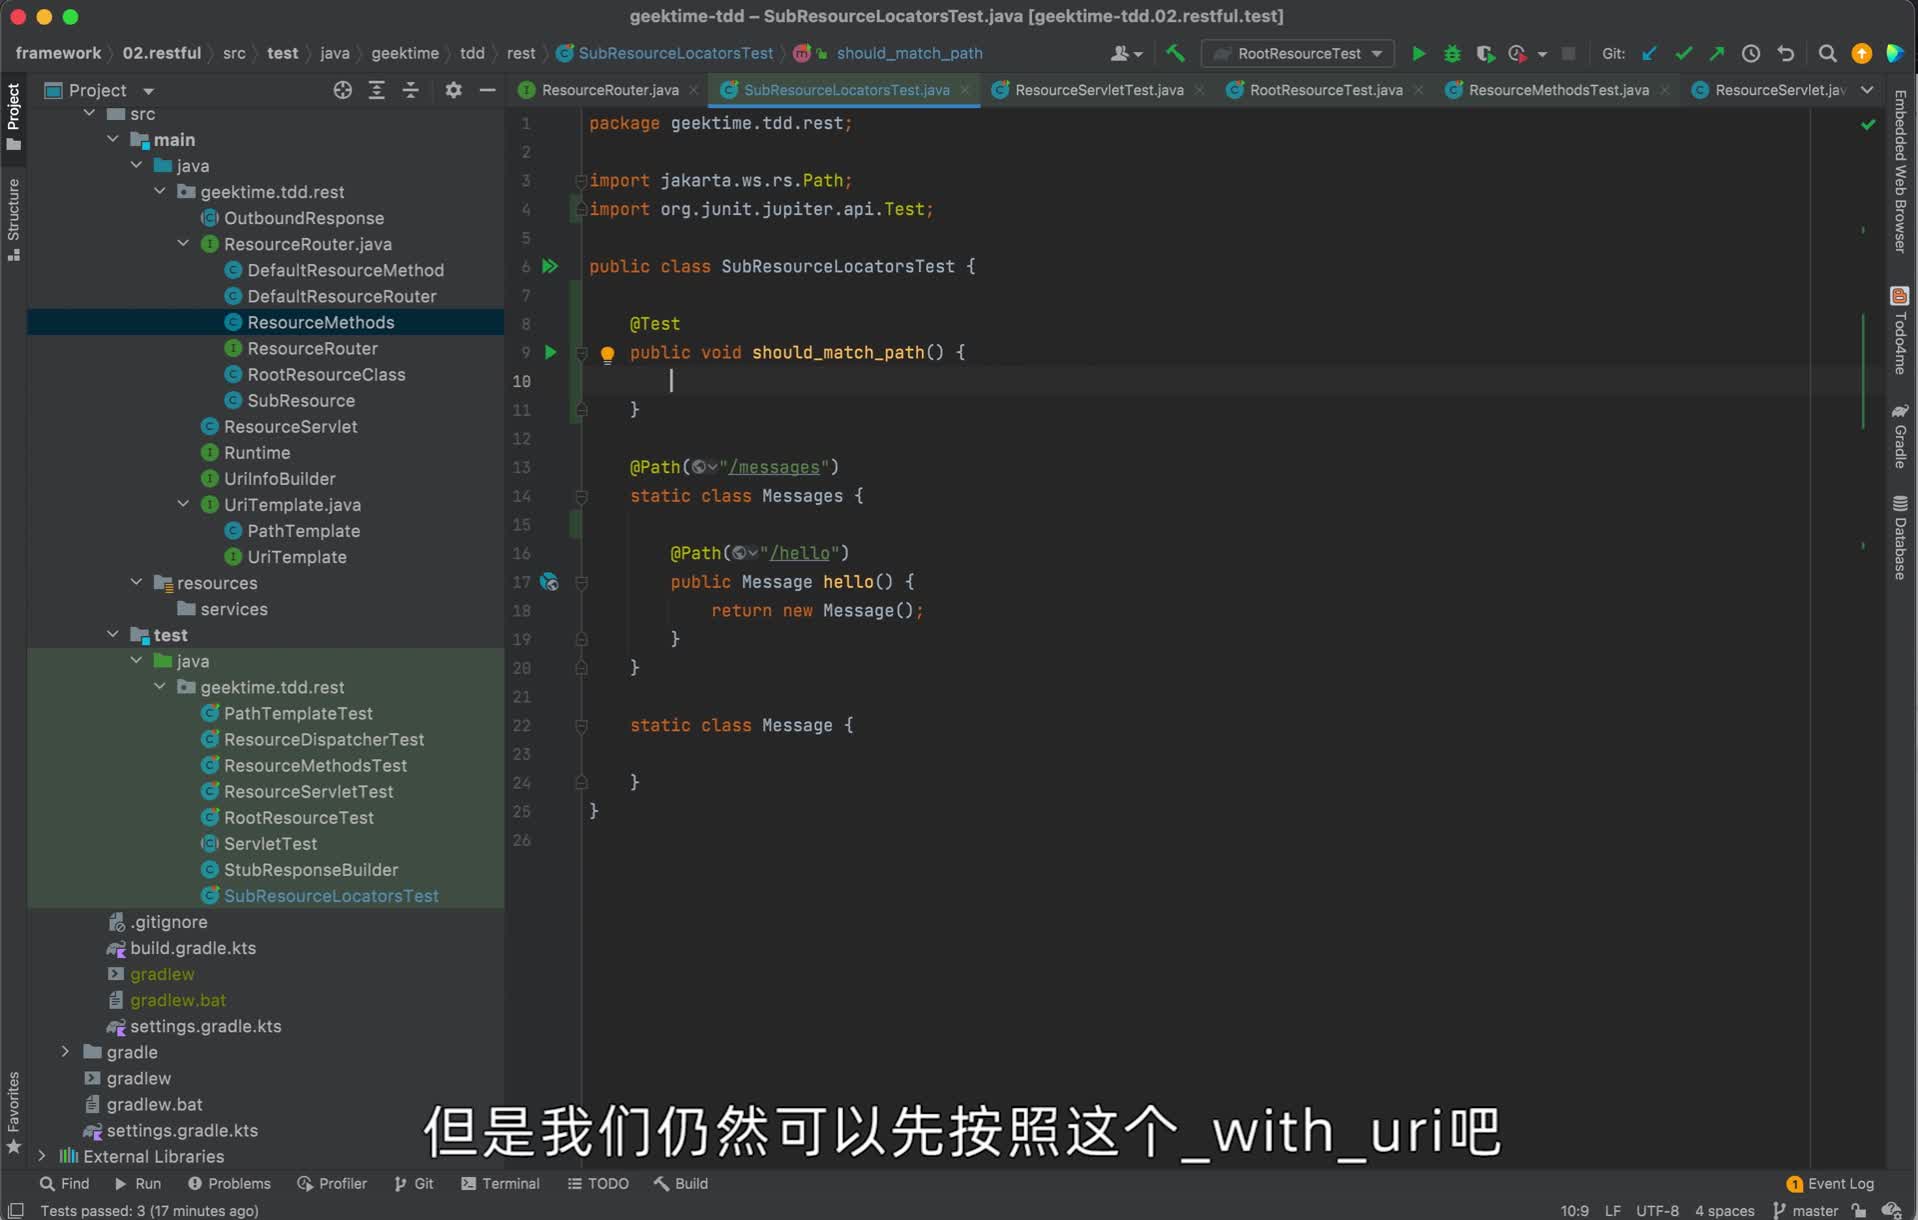 geektime-tdd – SubResourceLocatorsTest.java [geektime-tdd.02.restful.test]
framework 02.restful src test java geektime tdd rest SubResourceLocatorsTest should_match_path RootResourceTest Git:
Project
ResourceRouter.java SubResourceLocatorsTest.java ResourceServletTest.java RootResourceTest.java ResourceMethodsTest.java ResourceServlet.jav
Project
Structure
Favorites
src
main
java
geektime.tdd.rest
OutboundResponse
ResourceRouter.java
DefaultResourceMethod
DefaultResourceRouter
ResourceMethods
ResourceRouter
RootResourceClass
SubResource
ResourceServlet
Runtime
UriInfoBuilder
UriTemplate.java
PathTemplate
UriTemplate
resources
services
test
java
geektime.tdd.rest
PathTemplateTest
ResourceDispatcherTest
ResourceMethodsTest
ResourceServletTest
RootResourceTest
ServletTest
StubResponseBuilder
SubResourceLocatorsTest
.gitignore
build.gradle.kts
gradlew
gradlew.bat
settings.gradle.kts
gradle
gradlew
gradlew.bat
settings.gradle.kts
External Libraries
1 package geektime.tdd.rest;
2
3 import jakarta.ws.rs.Path;
4 import org.junit.jupiter.api.Test;
5
6 public class SubResourceLocatorsTest {
7
8 @Test
9 public void should_match_path() {
10
11 }
12
13 @Path("/messages")
14 static class Messages {
15
16 @Path("/hello")
17 public Message hello() {
18 return new Message();
19 }
20 }
21
22 static class Message {
23
24 }
25 }
26
Embedded Web Browser
Todo4me
Gradle
Database
但是我们仍然可以先按照这个_with_uri吧
Find Run Problems Profiler Git Terminal TODO Build 1 Event Log
Tests passed: 3 (17 minutes ago) 10:9 LF UTF-8 4 spaces master